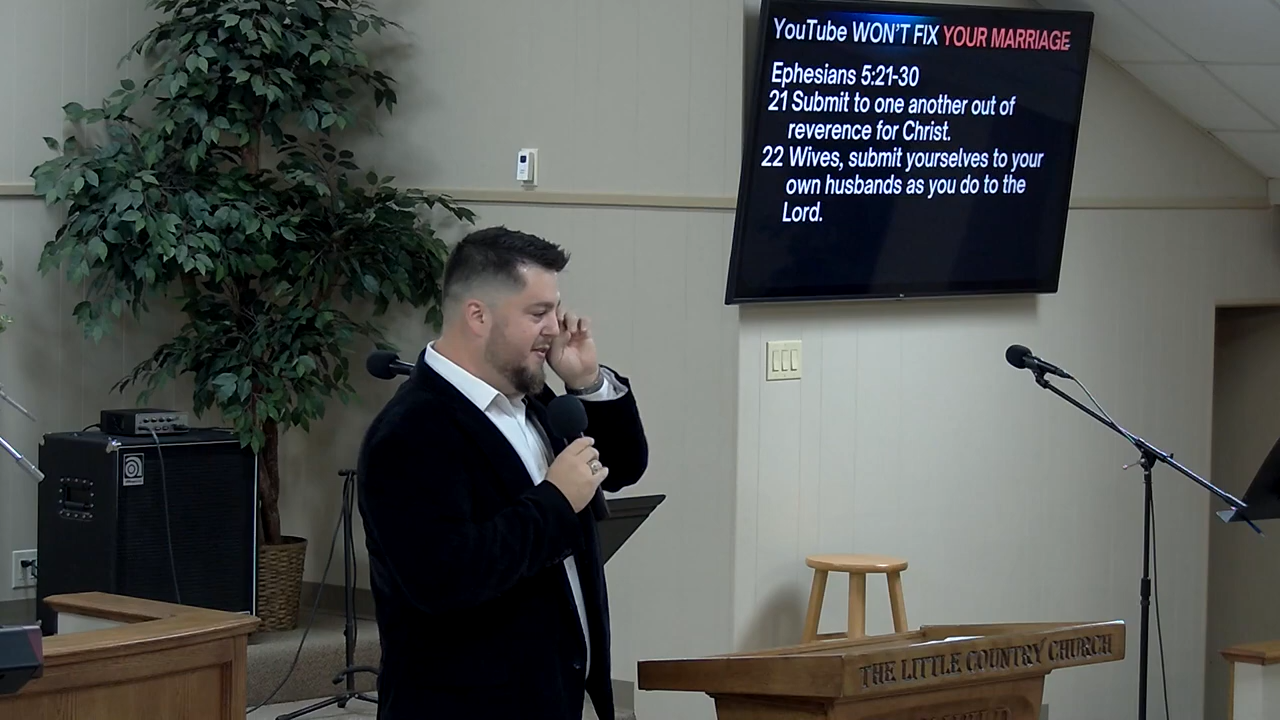 YouTube WON'T FIX YOUR MARRIAGE
Ephesians 5:21-30
21 Submit to one another out of
reverence for Christ.
22 Wives, submit yourselves to your
own husbands as you do to the
Lord.
THE LITTLE COUNTRY CHURCH